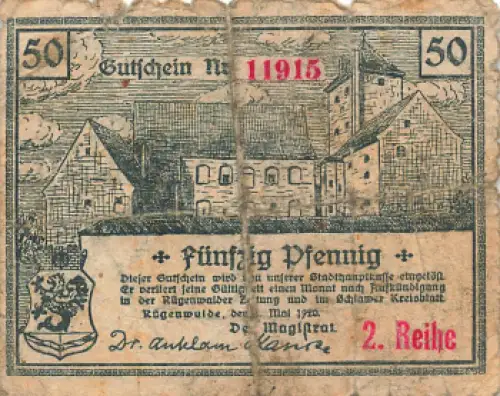 50 50
Gutschein Nr 11915
Fünfzig Pfennig
Dieser Gutschein wird von unserer Stadthauptkasse eingelöst.
Er verliert seine Gültigkeit einen Monat nach Aufkündigung
in der Rügenwalder Zeitung und im Schlawer Kreisblatt.
Rügenwalde, den Mai 1920.
Der Magistrat
2. Reihe
Dr. Anklam